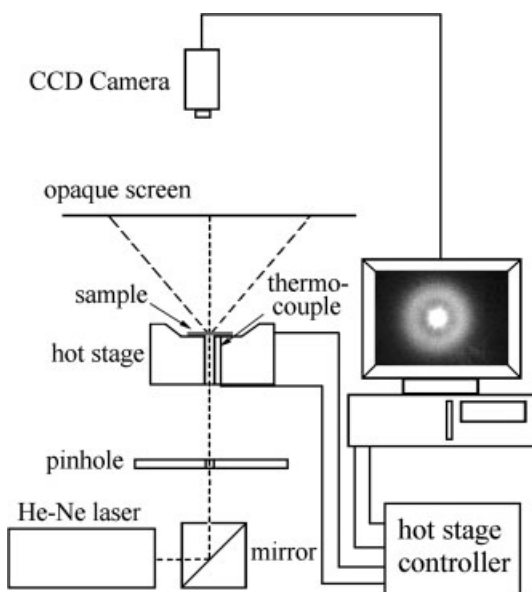 CCD Camera
opaque screen
thermo-
couple
sample
hot stage
pinhole
He-Ne laser
mirror
hot stage
controller